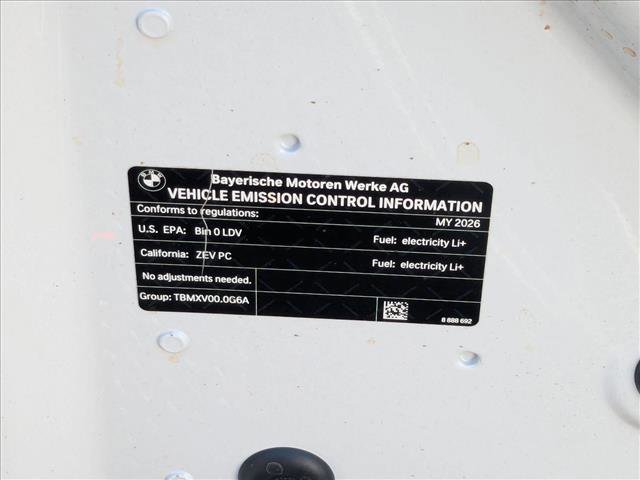 BMW
Bayerische Motoren Werke AG
VEHICLE EMISSION CONTROL INFORMATION
Conforms to regulations: MY 2026
U.S. EPA: Bin 0 LDV Fuel: electricity Li+
California: ZEV PC Fuel: electricity Li+
No adjustments needed.
Group: TBMXV00.0G6A
8 888 692